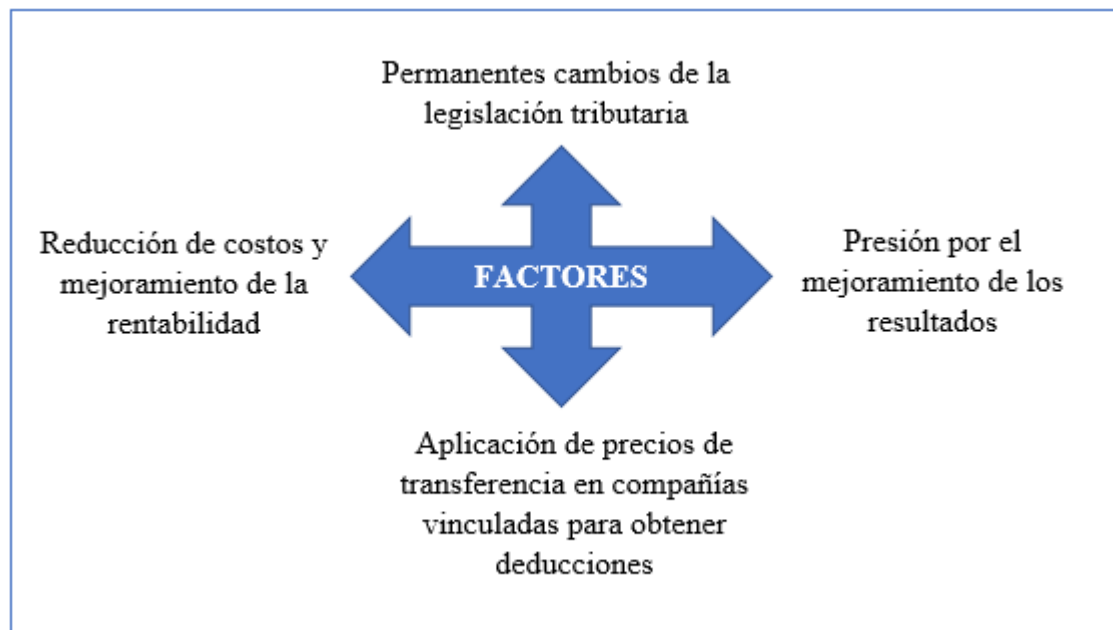 Permanentes cambios de la
legislación tributaria
Reducción de costos y
mejoramiento de la
rentabilidad
FACTORES
Presión por el
mejoramiento de los
resultados
Aplicación de precios de
transferencia en compañías
vinculadas para obtener
deducciones